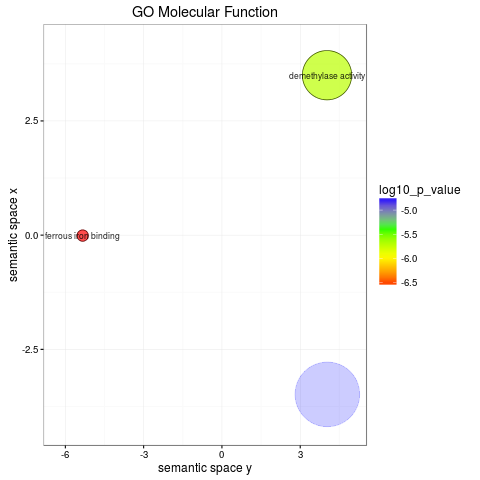 GO Molecular Function
demethylase activity
ferrous iron binding
2.5
0.0
-2.5
-6
-3
0
3
semantic space x
semantic space y
log10_p_value
-5.0
-5.5
-6.0
-6.5